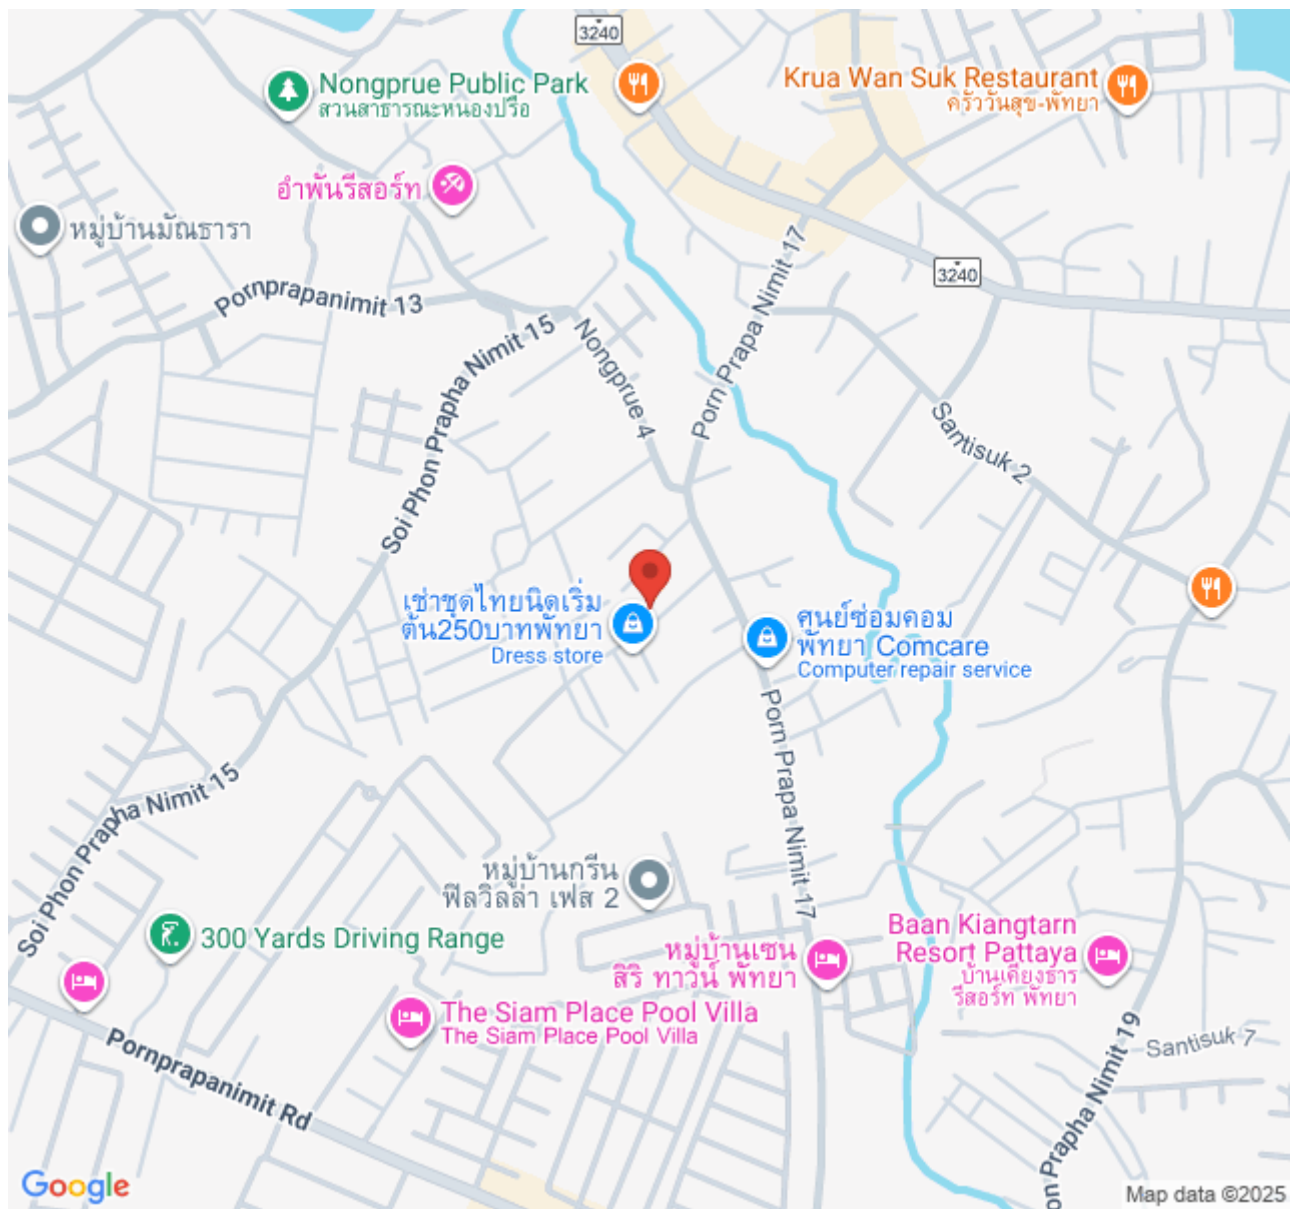 3240
Nongprue Public Park
สวนสาธารณะหนองปรือ
Krua Wan Suk Restaurant
ครัววันสุข-พัทยา
อำพันรีสอร์ท
หมู่บ้านมัณธารา
Pornprapanimit 13
Soi Phon Prapha Nimit 15
Nongprue 4
Porn Prapa Nimit 17
3240
Santisuk 2
เช่าชุดไทยนิดเริ่ม
ต้น250บาทพัทยา
Dress store
ศูนย์ซ่อมคอม
พัทยา Comcare
Computer repair service
Porn Prapa Nimit 17
Soi Phon Prapha Nimit 15
หมู่บ้านกรีน
ฟิลวิลล่า เฟส 2
300 Yards Driving Range
หมู่บ้านเซน
สิริ ทาวน์ พัทยา
Baan Kiangtarn
Resort Pattaya
บ้านเคียงธาร
รีสอร์ท พัทยา
The Siam Place Pool Villa
The Siam Place Pool Villa
Pornprapanimit Rd
Santisuk 7
on Prapha Nimit 19
Google
Map data ©2025